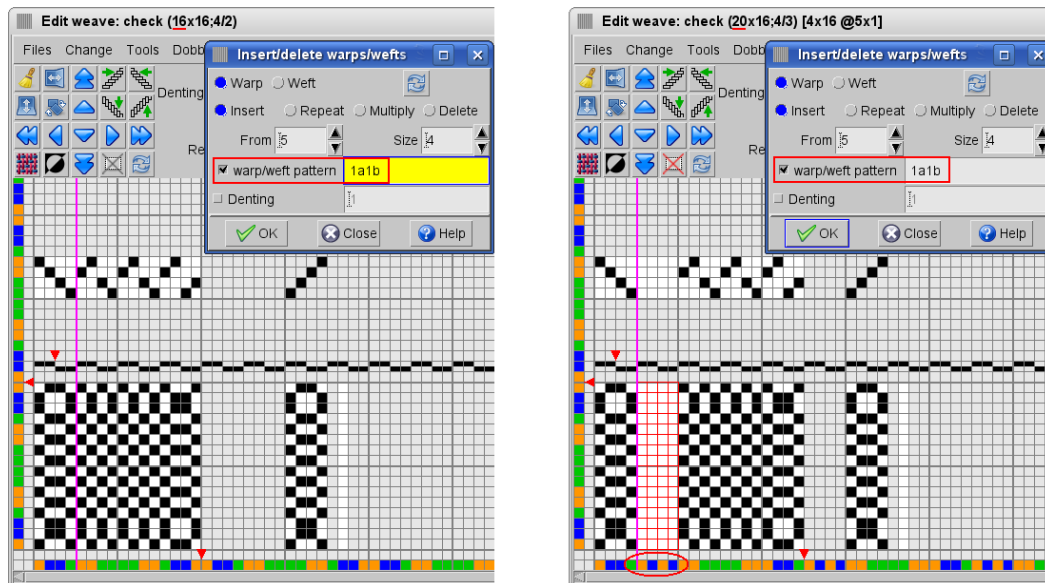 Edit weave: check (16x16;4/2)
Files Change Tools Dobb
Insert/delete warps/wefts
Warp Weft
Denting
Insert Repeat Multiply Delete
From 5 Size 4
Re
warp/weft pattern 1a1b
Denting 1
OK Close Help
Edit weave: check (20x16;4/3) [4x16 @5x1]
Files Change Tools Dobb
Insert/delete warps/wefts
Warp Weft
Denting
Insert Repeat Multiply Delete
From 5 Size 4
Re
warp/weft pattern 1a1b
Denting 1
OK Close Help